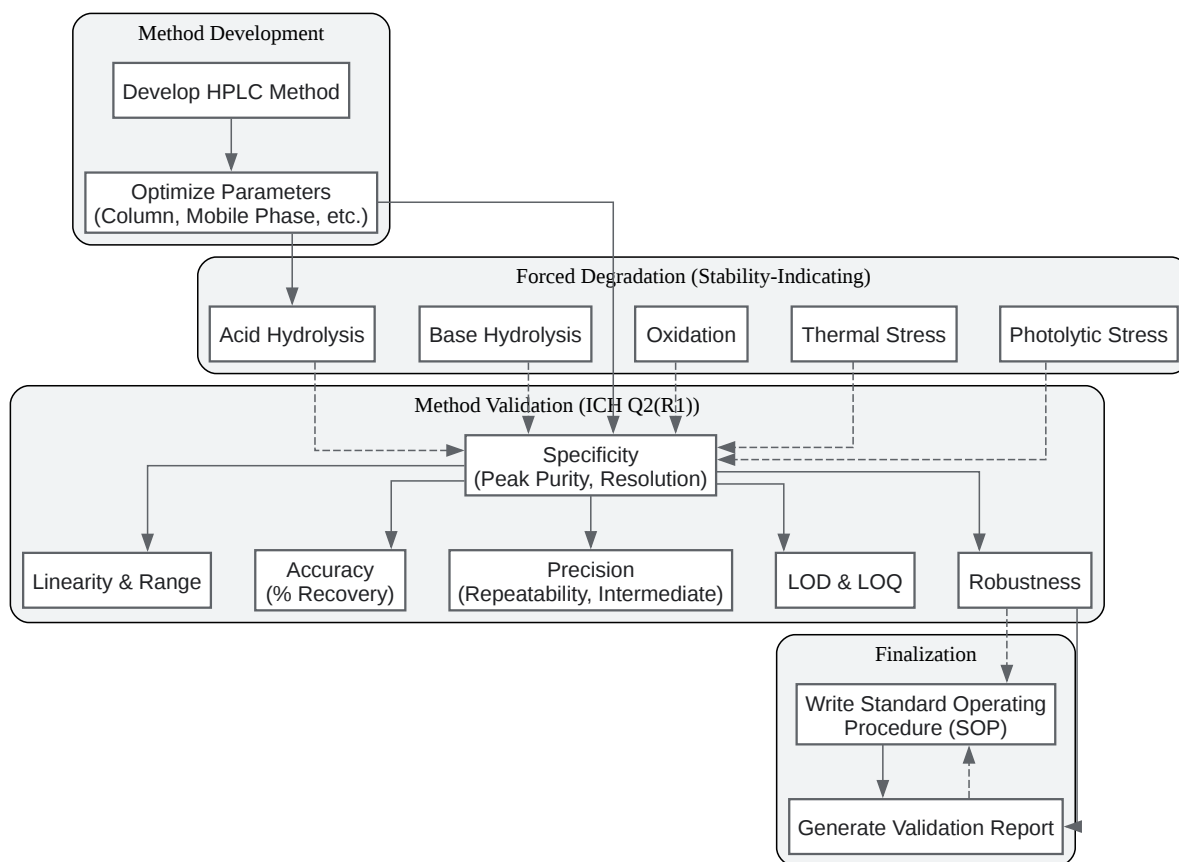 Method Development
Develop HPLC Method
Optimize Parameters
(Column, Mobile Phase, etc.)
Forced Degradation (Stability-Indicating)
Acid Hydrolysis
Base Hydrolysis
Oxidation
Thermal Stress
Photolytic Stress
Method Validation (ICH Q2(R1))
Specificity
(Peak Purity, Resolution)
Linearity & Range
Accuracy
(% Recovery)
Precision
(Repeatability, Intermediate)
LOD & LOQ
Robustness
Finalization
Write Standard Operating
Procedure (SOP)
Generate Validation Report